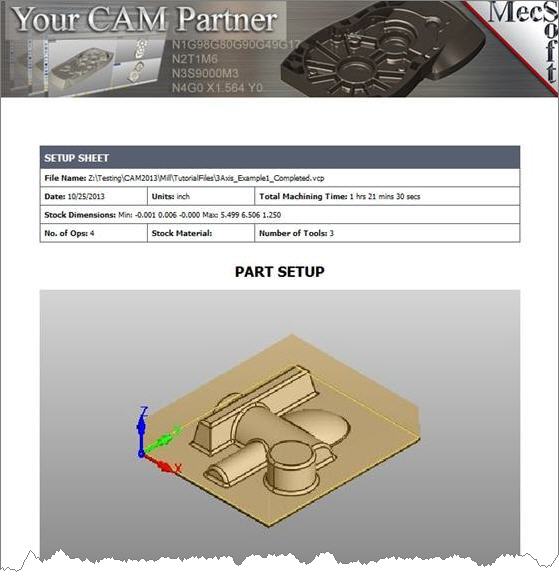 Your CAM Partner
MecSoft
N1G98G80G90G49G17
N2T1M6
N3S9000M3
N4G0 X1.564 Y0.
SETUP SHEET
File Name: Z:\Testing\CAM2013\Mill\TutorialFiles\3Axis_Example1_Completed.vcp
Date: 10/25/2013 Units: inch Total Machining Time: 1 hrs 21 mins 30 secs
Stock Dimensions: Min: -0.001 0.006 -0.000 Max: 5.499 6.506 1.250
No. of Ops: 4 Stock Material: Number of Tools: 3
PART SETUP
Z
X